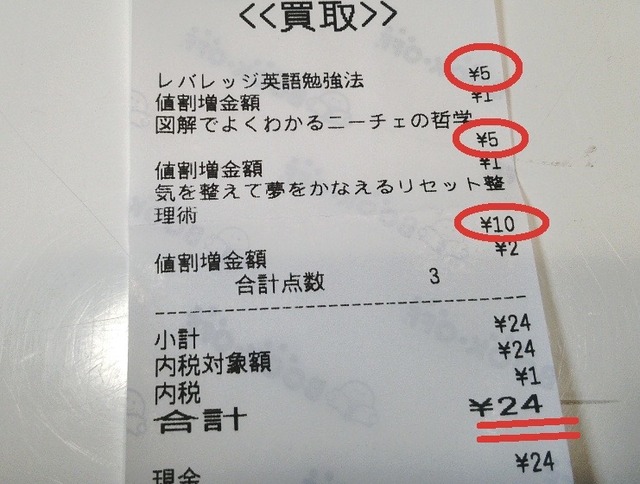 <<買取>>
レバレッジ英語勉強法 ¥5
値割増金額 ¥1
図解でよくわかるニーチェの哲学
¥5
値割増金額 ¥1
気を整えて夢をかなえるリセット整
理術 ¥10
値割増金額 ¥2
合計点数 3
小計 ¥24
内税対象額 ¥24
内税 ¥1
合計 ¥24
現金 ¥24